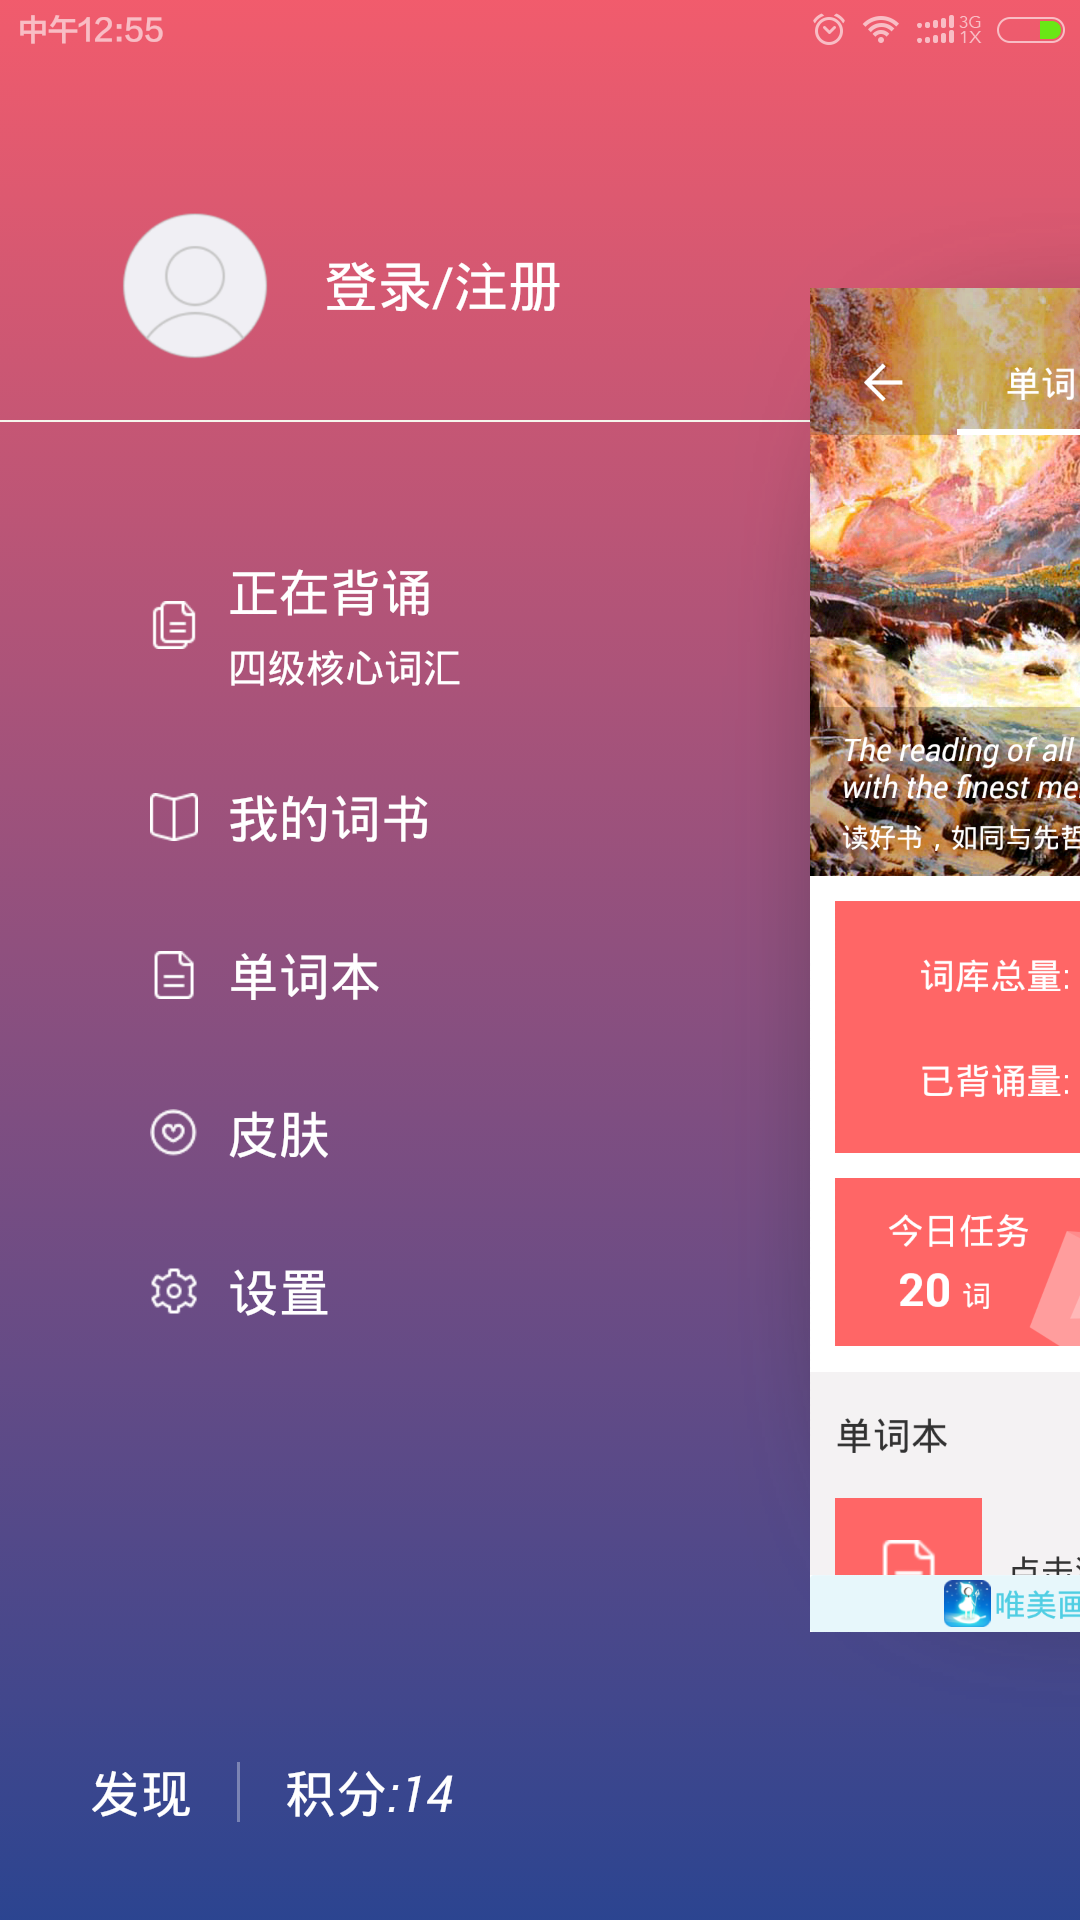 中午12:55
3G
1X
登录/注册
正在背诵
四级核心词汇
我的词书
单词本
皮肤
设置
发现
积分:14
单词
The reading of all
with the finest me
读好书，如同与先哲
词库总量:
已背诵量:
今日任务
20 词
单词本
点击
唯美画